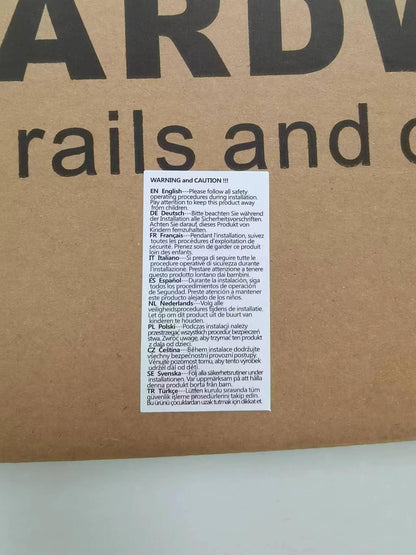 ARDW
rails and c
WARNING and CAUTION !!!
EN English---Please follow all safety
operating procedures during installation.
Pay attention to keep this product away
from children.
DE Deutsch---Bitte beachten Sie während
der Installation alle Sicherheitsvorschriften.
Achten Sie darauf, dieses Produkt von
Kindern fernzuhalten.
FR Français---Pendant l'installation, suivez
toutes les procédures d'exploitation de
sécurité. Prenez soin de garder ce produit
loin des enfants.
IT Italiano---Si prega di seguire tutte le
procedure operative di sicurezza durante
l'installazione. Prestare attenzione a tenere
questo prodotto lontano dai bambini.
ES Español---Durante la instalación, siga
todos los procedimientos de operación
de Seguridad. Preste atención a mantener
este producto alejado de los niños.
NL Nederlands---Volg alle
veiligheidsprocedures tijdens de installatie.
Let op om dit product uit de buurt van
kinderen te houden.
PL Polski---Podczas instalacji należy
przestrzegać wszystkich procedur bezpieczeń
stwa. Zwróc uwagę, aby trzymać ten produkt
z dala od dzieci.
CZ Čeština---Během instalace dodržujte
všechny bezpečnostní provozní postupy.
Věnujte pozornost tomu, aby tento výrobek
udržel dál od dětí.
SE Svenska---Följ alla säkerhetsrutiner under
installationen. Var uppmärksam på att hålla
denna produkt borta från barn.
TR Türkçe---Lütfen kurulu sırasında tüm
güvenlik işleme prosedürlerini takip edin.
Bu ürünü çocuklardan uzak tutmak için dikkat et